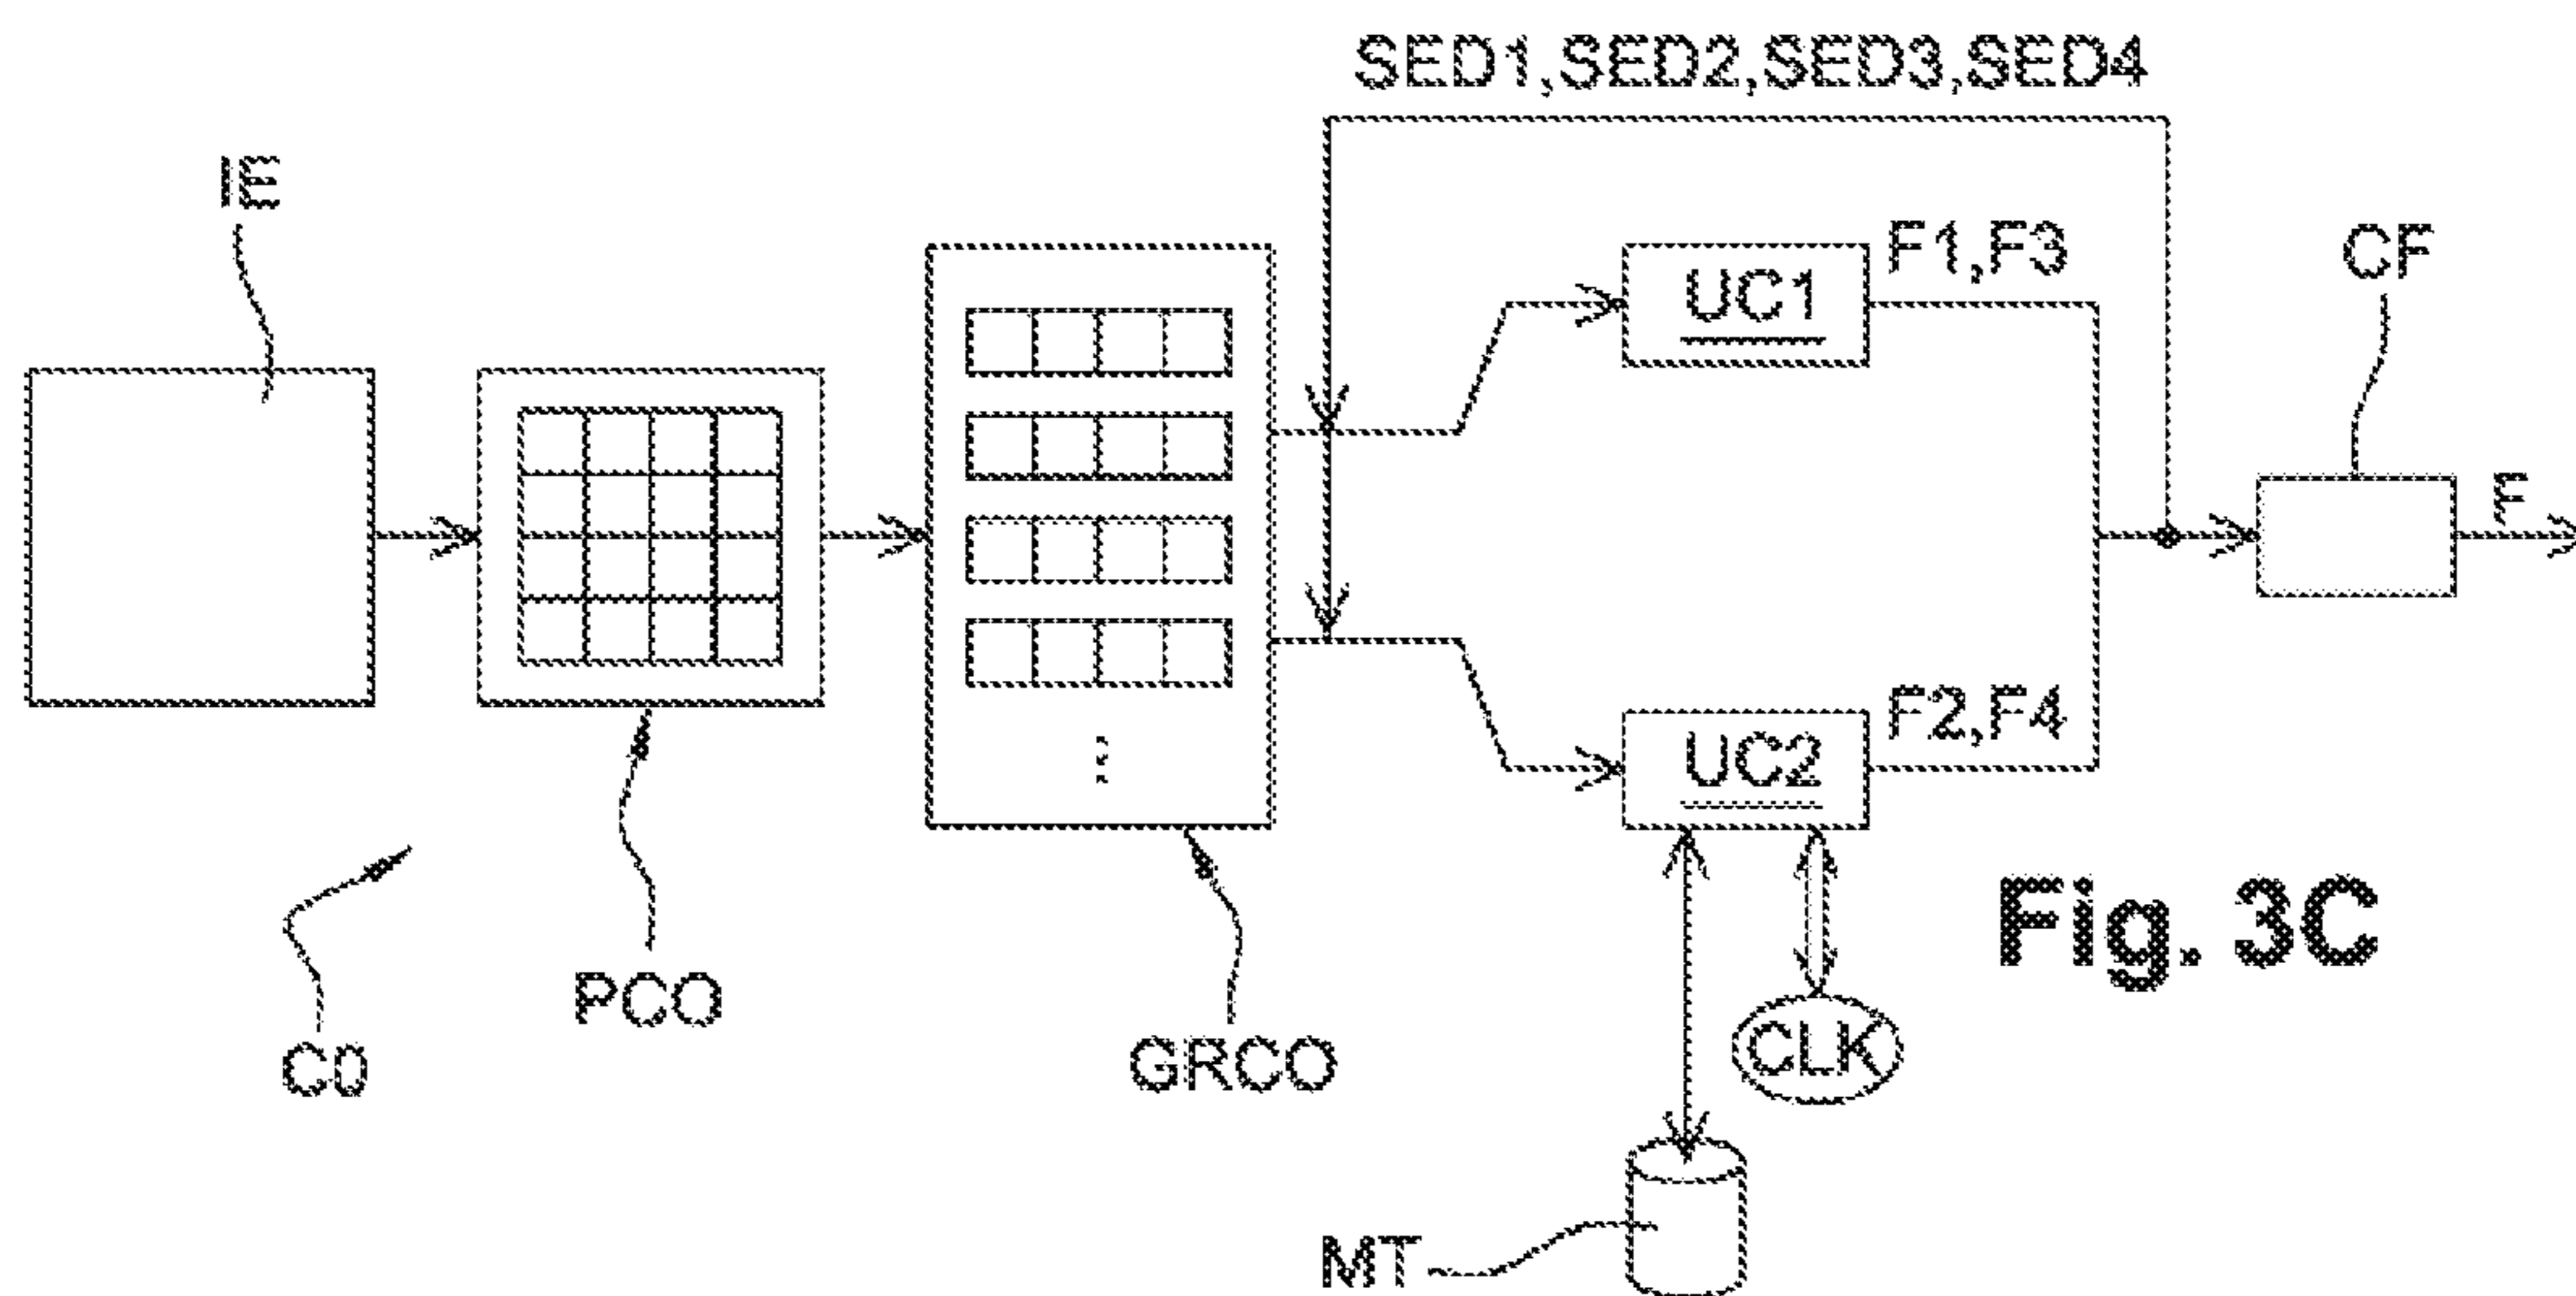 SED1,SED2,SED3,SED4
IE
F1,F3
CF
UC1
F
F2,F4
UC2
Fig. 3C
PCO
CLK
C0
GRCO
MT